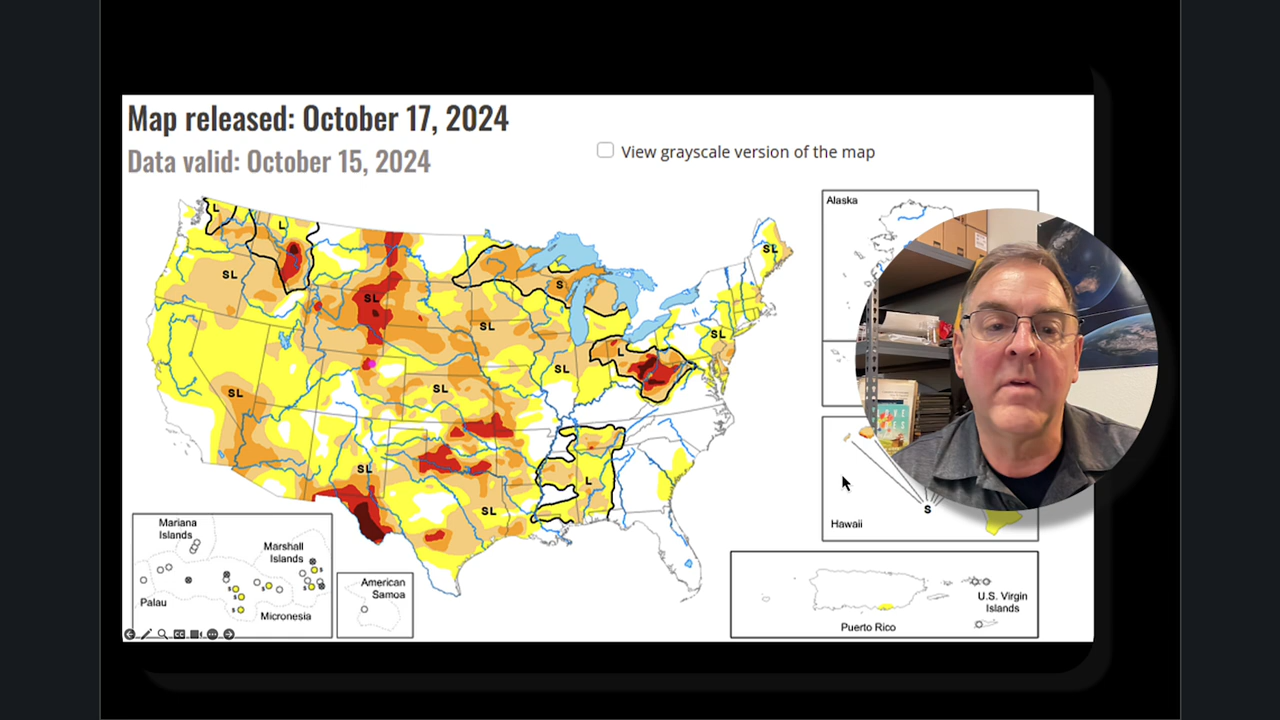 Map released: October 17, 2024
Data valid: October 15, 2024
View grayscale version of the map
Alaska
L
L
SL
SL
SL
S
SL
SL
L
SL
SL
SL
SL
SL
L
SL
Hawaii
S
Mariana
Islands
Marshall
Islands
Palau
Micronesia
S
S
S
S
S
American
Samoa
U.S. Virgin
Islands
Puerto Rico
CC